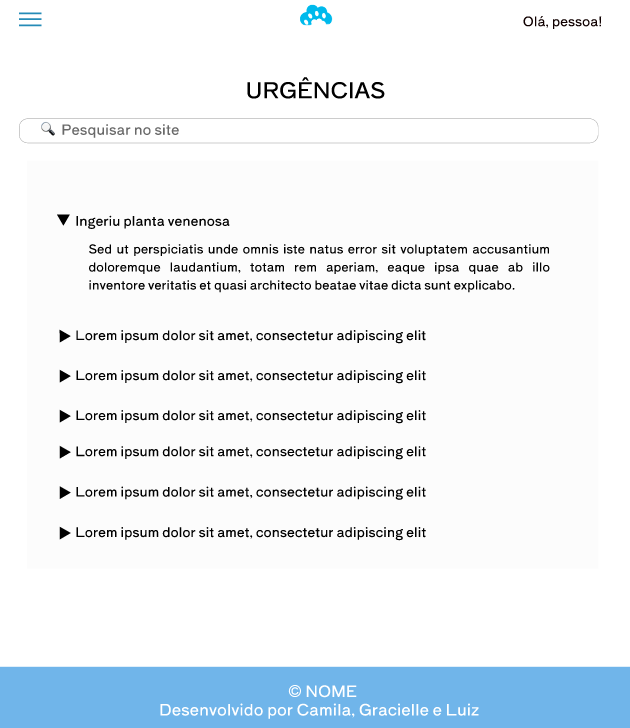 Olá, pessoa!
URGÊNCIAS
Pesquisar no site
Ingeriu planta venenosa
Sed ut perspiciatis unde omnis iste natus error sit voluptatem accusantium
doloremque laudantium, totam rem aperiam, eaque ipsa quae ab illo
inventore veritatis et quasi architecto beatae vitae dicta sunt explicabo.
Lorem ipsum dolor sit amet, consectetur adipiscing elit
Lorem ipsum dolor sit amet, consectetur adipiscing elit
Lorem ipsum dolor sit amet, consectetur adipiscing elit
Lorem ipsum dolor sit amet, consectetur adipiscing elit
Lorem ipsum dolor sit amet, consectetur adipiscing elit
Lorem ipsum dolor sit amet, consectetur adipiscing elit
© NOME
Desenvolvido por Camila, Gracielle e Luiz